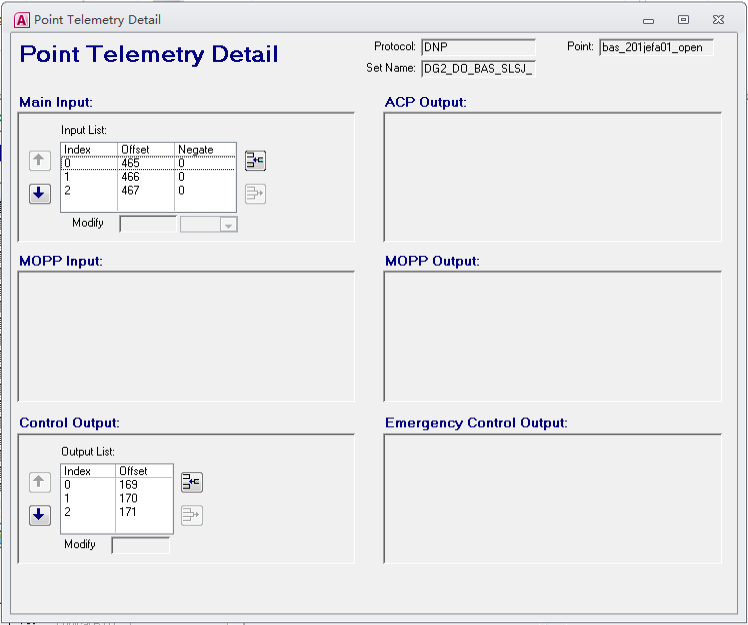 Point Telemetry Detail
Point Telemetry Detail
Protocol: DNP
Point: bas_201jefa01_open
Set Name: DG2_DO_BAS_SLSJ_
Main Input:
Input List:
Index Offset Negate
0 465 0
1 466 0
2 467 0
Modify
ACP Output:
MOPP Input:
MOPP Output:
Control Output:
Output List:
Index Offset
0 169
1 170
2 171
Modify
Emergency Control Output: